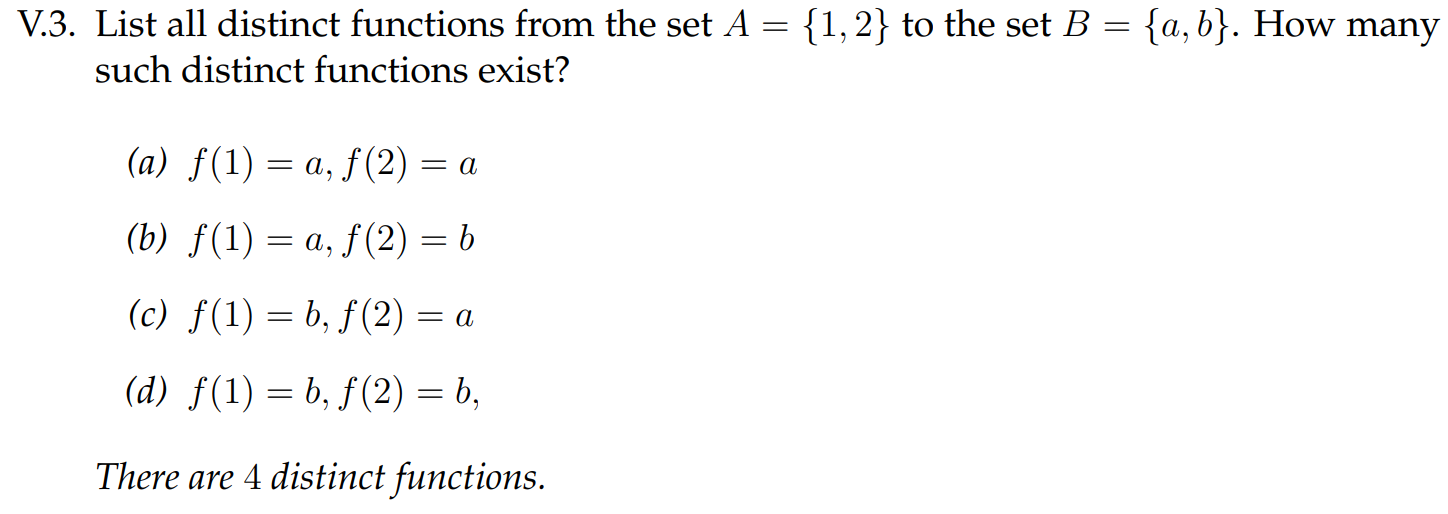 V.3. List all distinct functions from the set A = {1, 2} to the set B = {a, b}. How many
such distinct functions exist?
(a) f(1) = a, f(2) = a
(b) f(1) = a, f(2) = b
(c) f(1) = b, f(2) = a
(d) f(1) = b, f(2) = b,
There are 4 distinct functions.